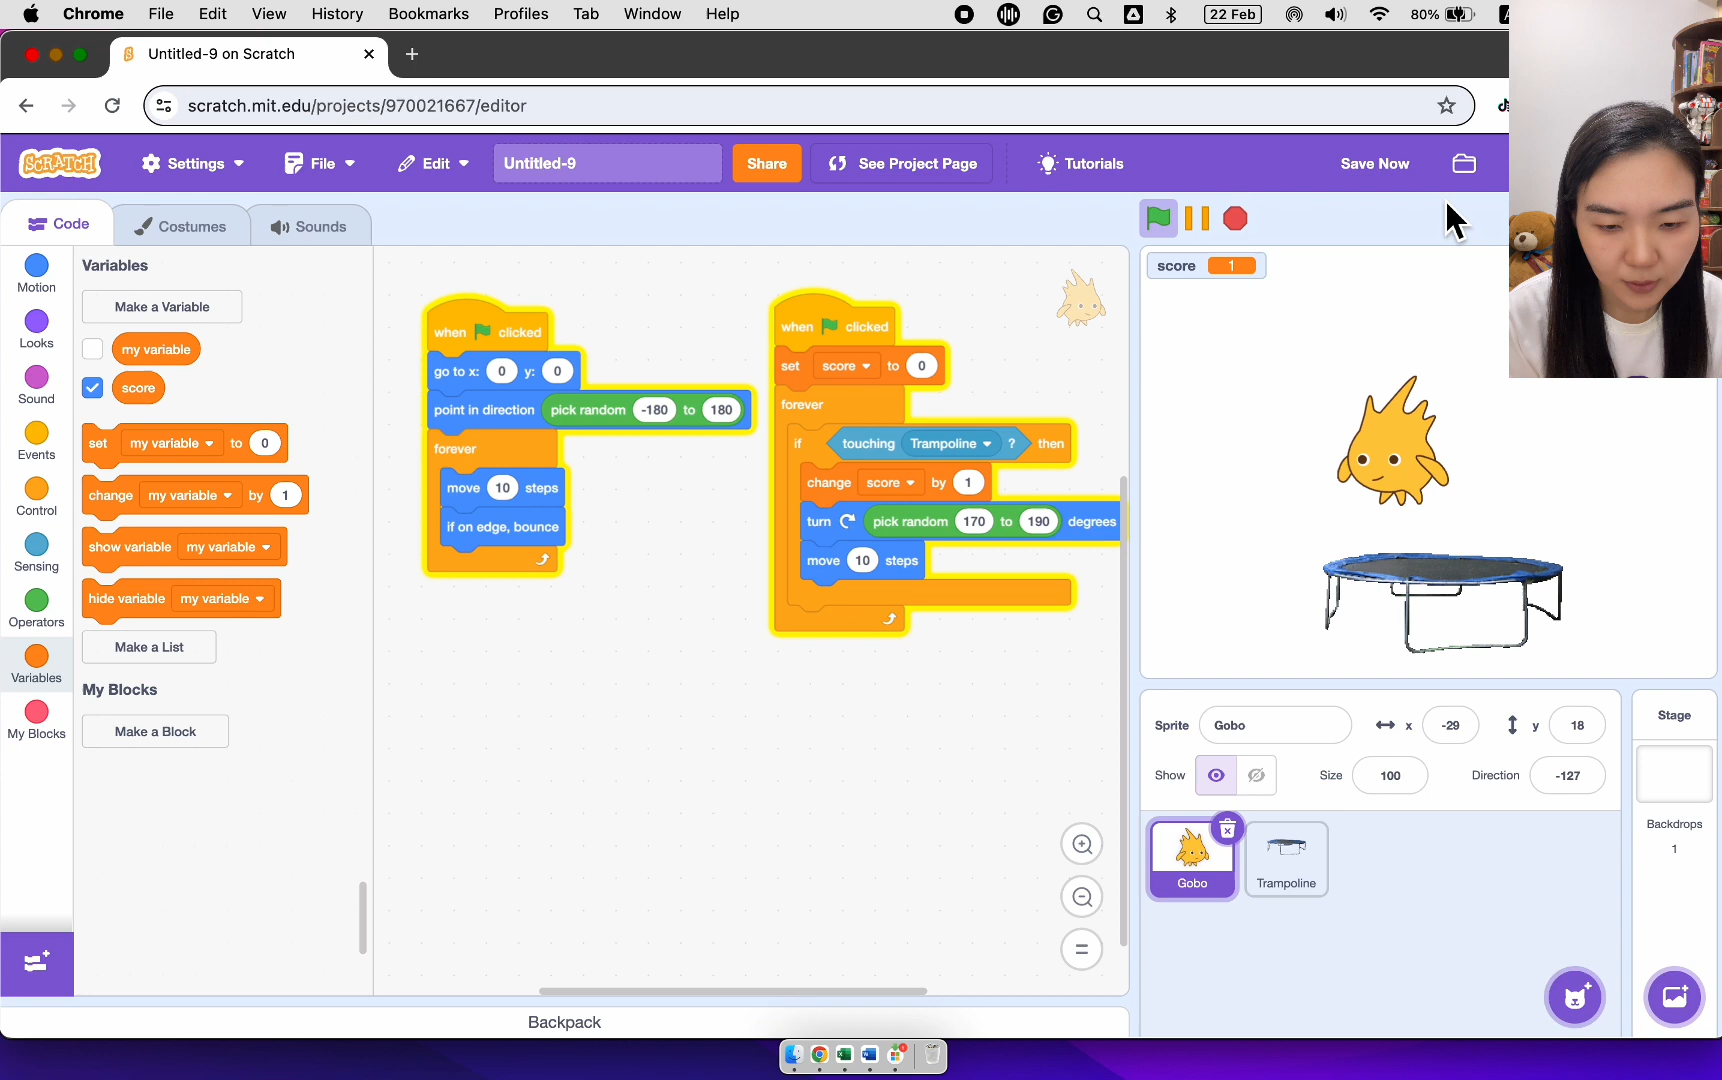 Chrome File Edit View History Bookmarks Profiles Tab Window Help 22 Feb 80%
Untitled-9 on Scratch
scratch.mit.edu/projects/970021667/editor
SCRATCH Settings File Edit Untitled-9 Share See Project Page Tutorials Save Now
Code Costumes Sounds
Motion
Looks
Sound
Events
Control
Sensing
Operators
Variables
My Blocks
Variables
Make a Variable
my variable
score
set my variable to 0
change my variable by 1
show variable my variable
hide variable my variable
Make a List
My Blocks
Make a Block
when clicked
go to x: 0 y: 0
point in direction pick random -180 to 180
forever
move 10 steps
if on edge, bounce
when clicked
set score to 0
forever
if touching Trampoline ? then
change score by 1
turn pick random 170 to 190 degrees
move 10 steps
score 1
Sprite Gobo x -29 y 18
Show Size 100 Direction -127
Gobo
Trampoline
Stage
Backdrops
1
Backpack